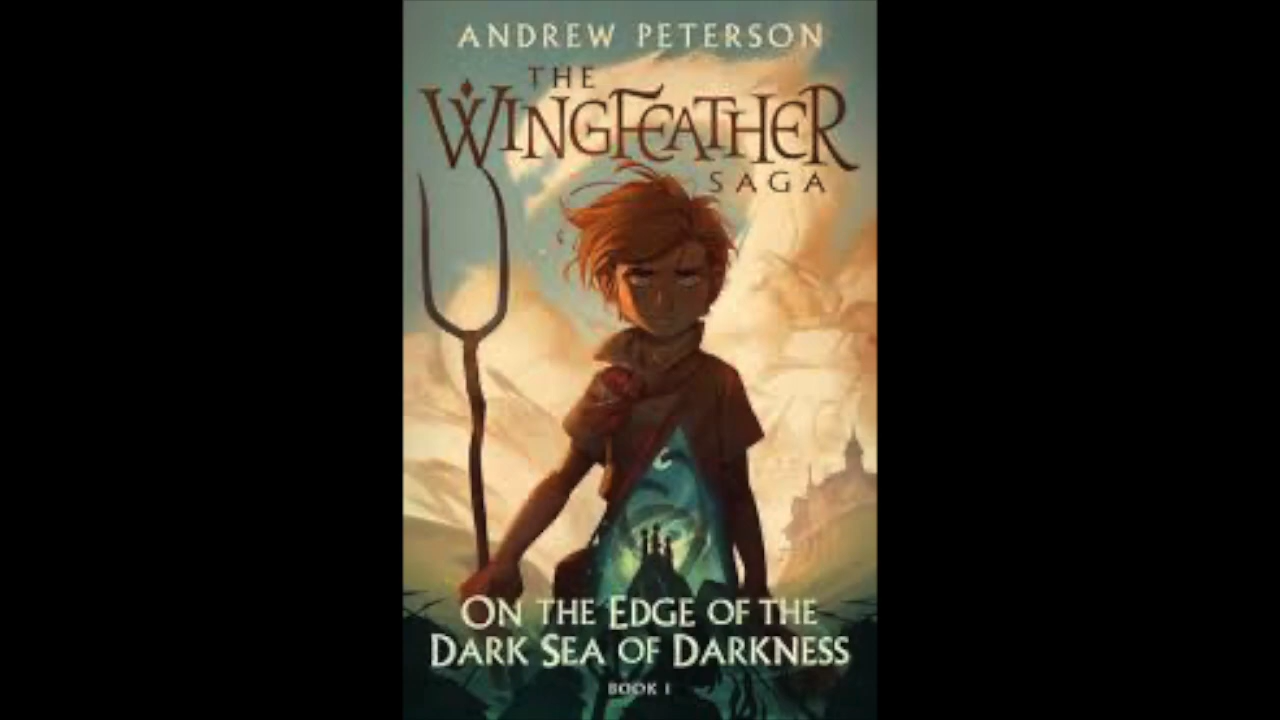 ANDREW PETERSON
THE
WINGFEATHER
SAGA
ON THE EDGE OF THE
DARK SEA OF DARKNESS
BOOK 1